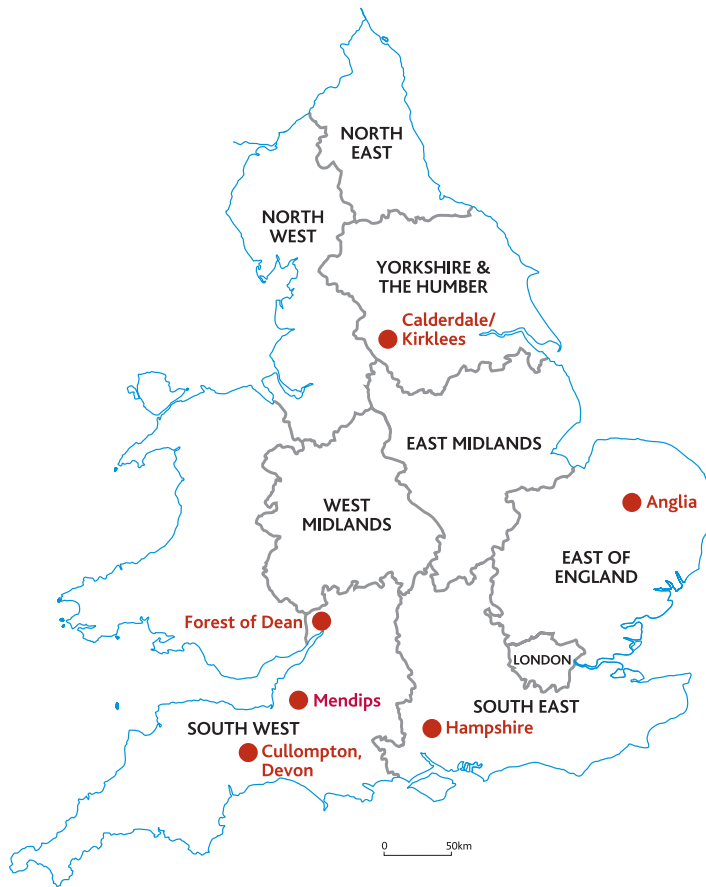 NORTH
EAST
NORTH
WEST
YORKSHIRE &
THE HUMBER
Calderdale/
Kirklees
EAST MIDLANDS
WEST
MIDLANDS
Anglia
EAST OF
ENGLAND
Forest of Dean
LONDON
Mendips
SOUTH EAST
SOUTH WEST
Hampshire
Cullompton,
Devon
0 50km